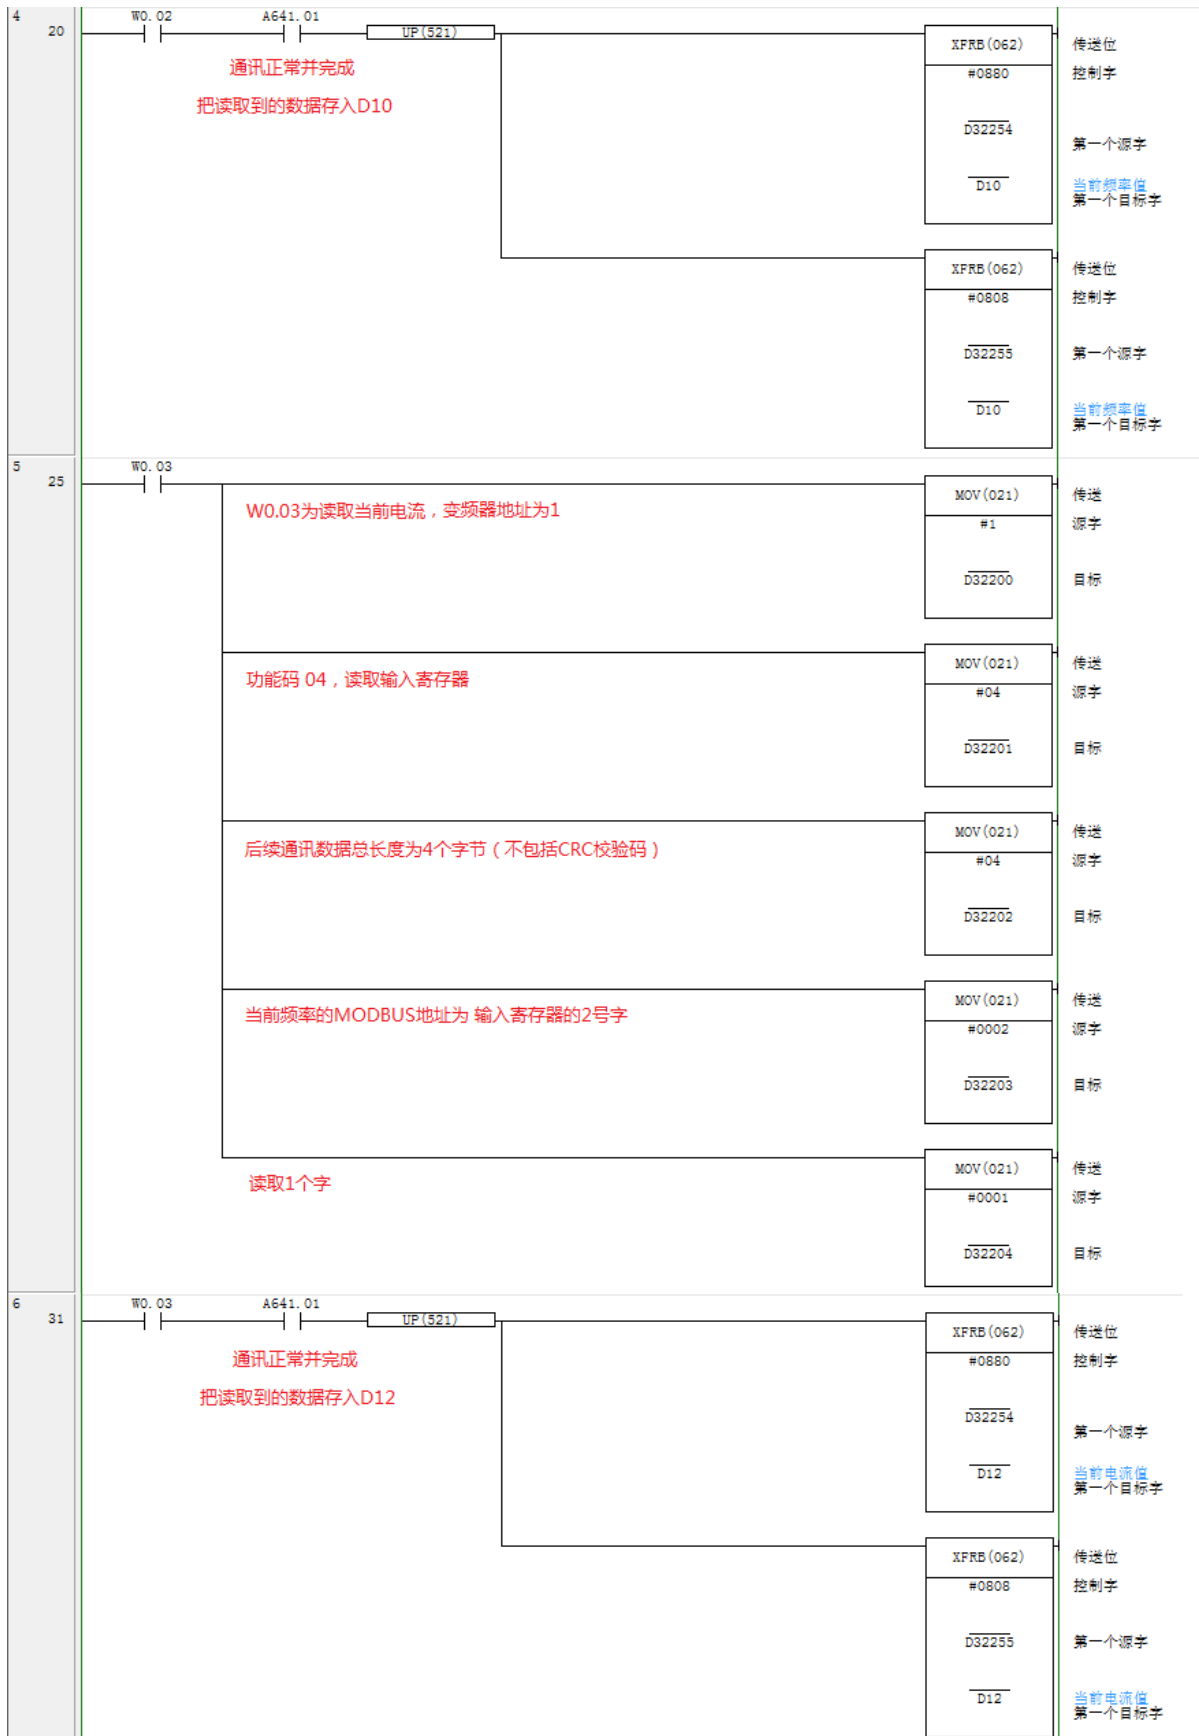 4
20
W0.02
A641.01
UP(521)
XFRB(062)
传送位
#0880
控制字
通讯正常并完成
把读取到的数据存入D10
D32254
第一个源字
D10
当前频率值
第一个目标字
XFRB(062)
传送位
#0808
控制字
D32255
第一个源字
D10
当前频率值
第一个目标字
5
25
W0.03
W0.03为读取当前电流，变频器地址为1
MOV(021)
传送
#1
源字
D32200
目标
功能码 04，读取输入寄存器
MOV(021)
传送
#04
源字
D32201
目标
后续通讯数据总长度为4个字节（不包括CRC校验码）
MOV(021)
传送
#04
源字
D32202
目标
当前频率的MODBUS地址为 输入寄存器的2号字
MOV(021)
传送
#0002
源字
D32203
目标
读取1个字
MOV(021)
传送
#0001
源字
D32204
目标
6
31
W0.03
A641.01
UP(521)
XFRB(062)
传送位
#0880
控制字
通讯正常并完成
把读取到的数据存入D12
D32254
第一个源字
D12
当前电流值
第一个目标字
XFRB(062)
传送位
#0808
控制字
D32255
第一个源字
D12
当前电流值
第一个目标字